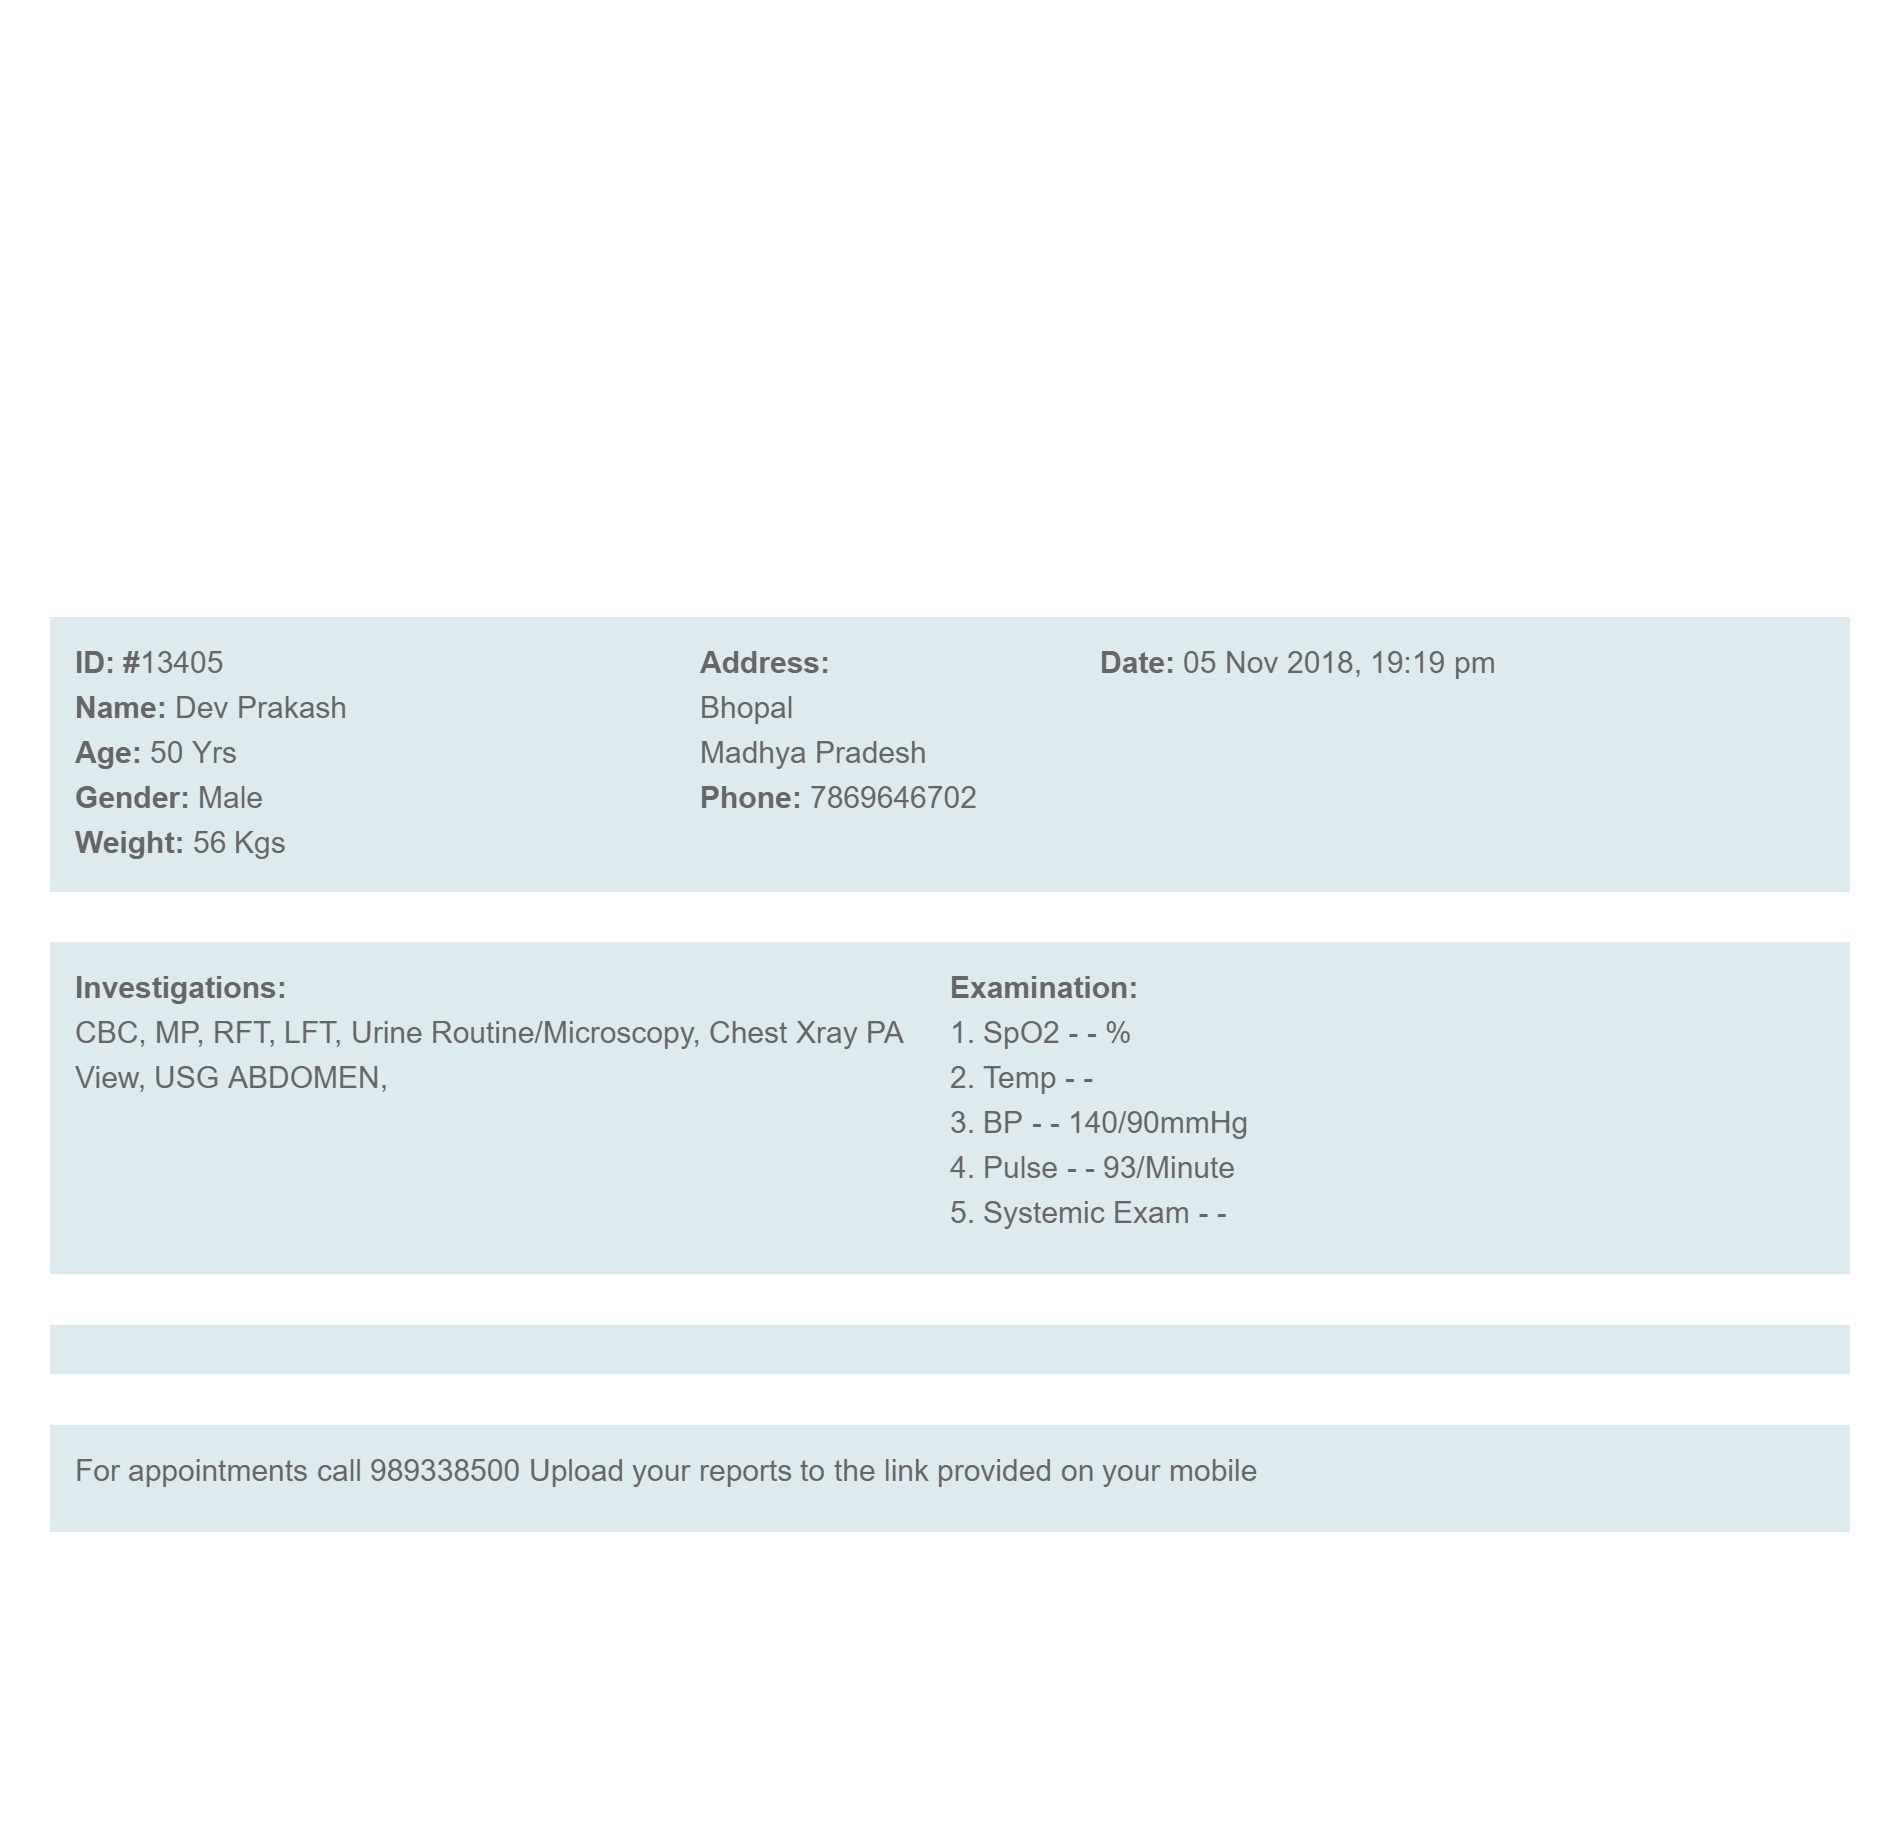 ID: #13405
Name: Dev Prakash
Age: 50 Yrs
Gender: Male
Weight: 56 Kgs
Address:
Bhopal
Madhya Pradesh
Phone: 7869646702
Date: 05 Nov 2018, 19:19 pm
Investigations:
CBC, MP, RFT, LFT, Urine Routine/Microscopy, Chest Xray PA
View, USG ABDOMEN,
Examination:
1. SpO2 - - %
2. Temp - -
3. BP - - 140/90mmHg
4. Pulse - - 93/Minute
5. Systemic Exam - -
For appointments call 989338500 Upload your reports to the link provided on your mobile